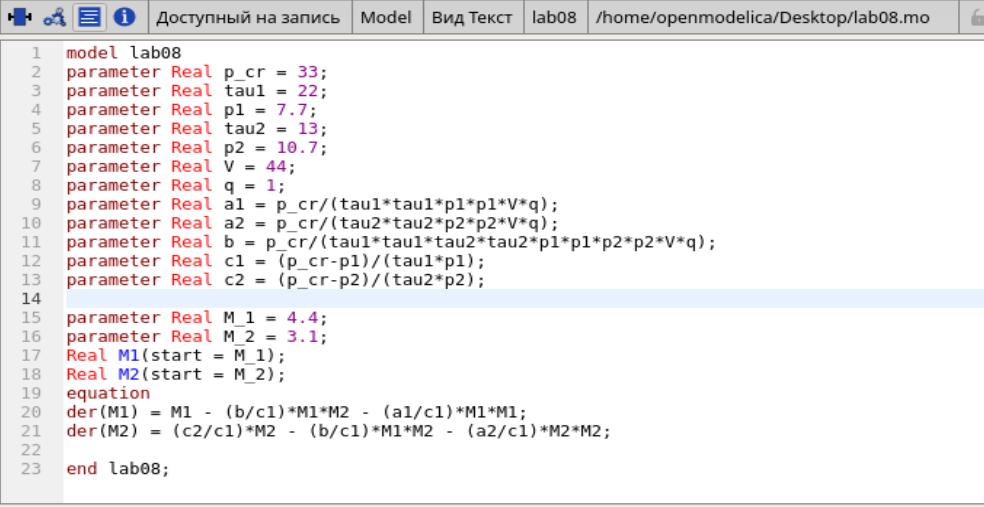 Доступный на запись Model Вид Текст lab08 /home/openmodelica/Desktop/lab08.mo
1 model lab08
2 parameter Real p_cr = 33;
3 parameter Real tau1 = 22;
4 parameter Real p1 = 7.7;
5 parameter Real tau2 = 13;
6 parameter Real p2 = 10.7;
7 parameter Real V = 44;
8 parameter Real q = 1;
9 parameter Real a1 = p_cr/(tau1*tau1*p1*p1*V*q);
10 parameter Real a2 = p_cr/(tau2*tau2*p2*p2*V*q);
11 parameter Real b = p_cr/(tau1*tau1*tau2*tau2*p1*p1*p2*p2*V*q);
12 parameter Real c1 = (p_cr-p1)/(tau1*p1);
13 parameter Real c2 = (p_cr-p2)/(tau2*p2);
14
15 parameter Real M_1 = 4.4;
16 parameter Real M_2 = 3.1;
17 Real M1(start = M_1);
18 Real M2(start = M_2);
19 equation
20 der(M1) = M1 - (b/c1)*M1*M2 - (a1/c1)*M1*M1;
21 der(M2) = (c2/c1)*M2 - (b/c1)*M1*M2 - (a2/c1)*M2*M2;
22
23 end lab08;